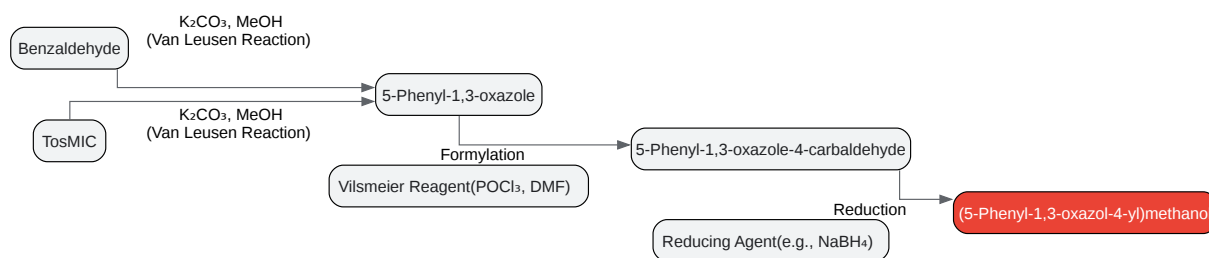 K₂CO₃, MeOH
(Van Leusen Reaction)
Benzaldehyde
5-Phenyl-1,3-oxazole
K₂CO₃, MeOH
(Van Leusen Reaction)
TosMIC
Formylation
5-Phenyl-1,3-oxazole-4-carbaldehyde
Vilsmeier Reagent(POCl₃, DMF)
Reduction
(5-Phenyl-1,3-oxazol-4-yl)methano
Reducing Agent(e.g., NaBH₄)